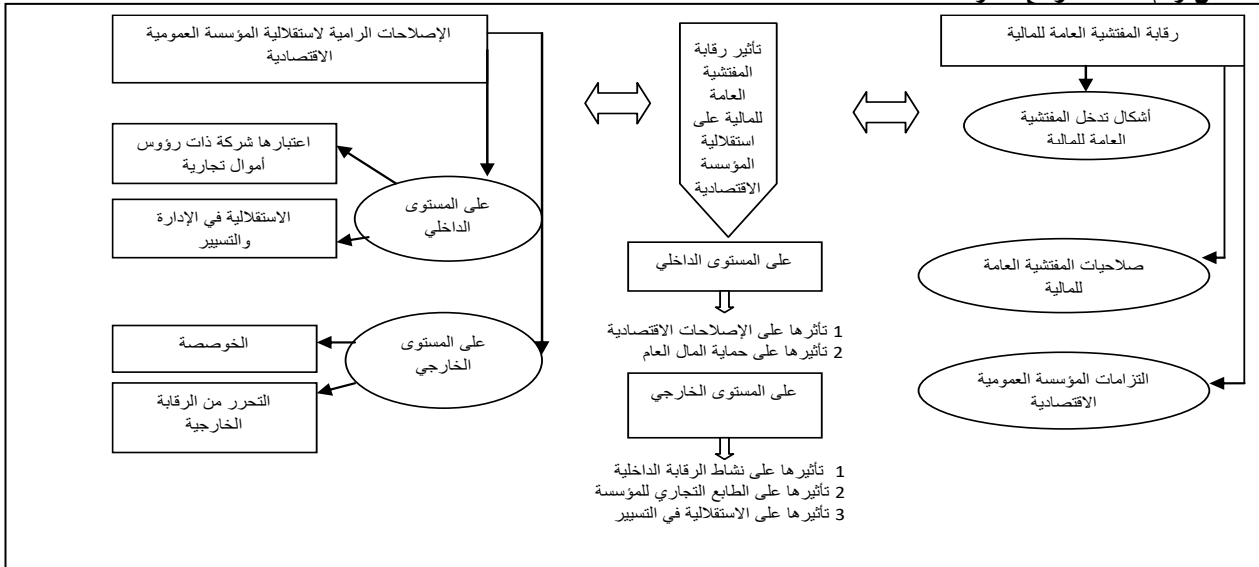 رقابة المفتشية العامة للمالية
أشكال تدخل المفتشية
العامة للمالية
صلاحيات المفتشية العامة
للمالية
التزامات المؤسسة العمومية
الاقتصادية
تأثير رقابة
المفتشية
العامة
للمالية على
استقلالية
المؤسسة
الاقتصادية
على المستوى الداخلي
1 تأثرها على الإصلاحات الاقتصادية
2 تأثيرها على حماية المال العام
على المستوى الخارجي
1 تأثيرها على نشاط الرقابة الداخلية
2 تأثيرها على الطابع التجاري للمؤسسة
3 تأثيرها على الاستقلالية في التسيير
الإصلاحات الرامية لاستقلالية المؤسسة العمومية
الاقتصادية
على المستوى
الداخلي
اعتبارها شركة ذات رؤوس
أموال تجارية
الاستقلالية في الإدارة
والتسيير
على المستوى
الخارجي
الخوصصة
التحرر من الرقابة
الخارجية